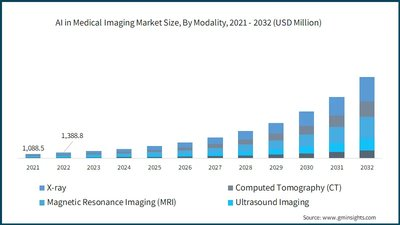 AI in Medical Imaging Market Size, By Modality, 2021 - 2032 (USD Million)
1,388.8
1,088.5
2021 2022 2023 2024 2025 2026 2027 2028 2029 2030 2031 2032
X-ray Computed Tomography (CT)
Magnetic Resonance Imaging (MRI) Ultrasound Imaging
Source: www.gminsights.com